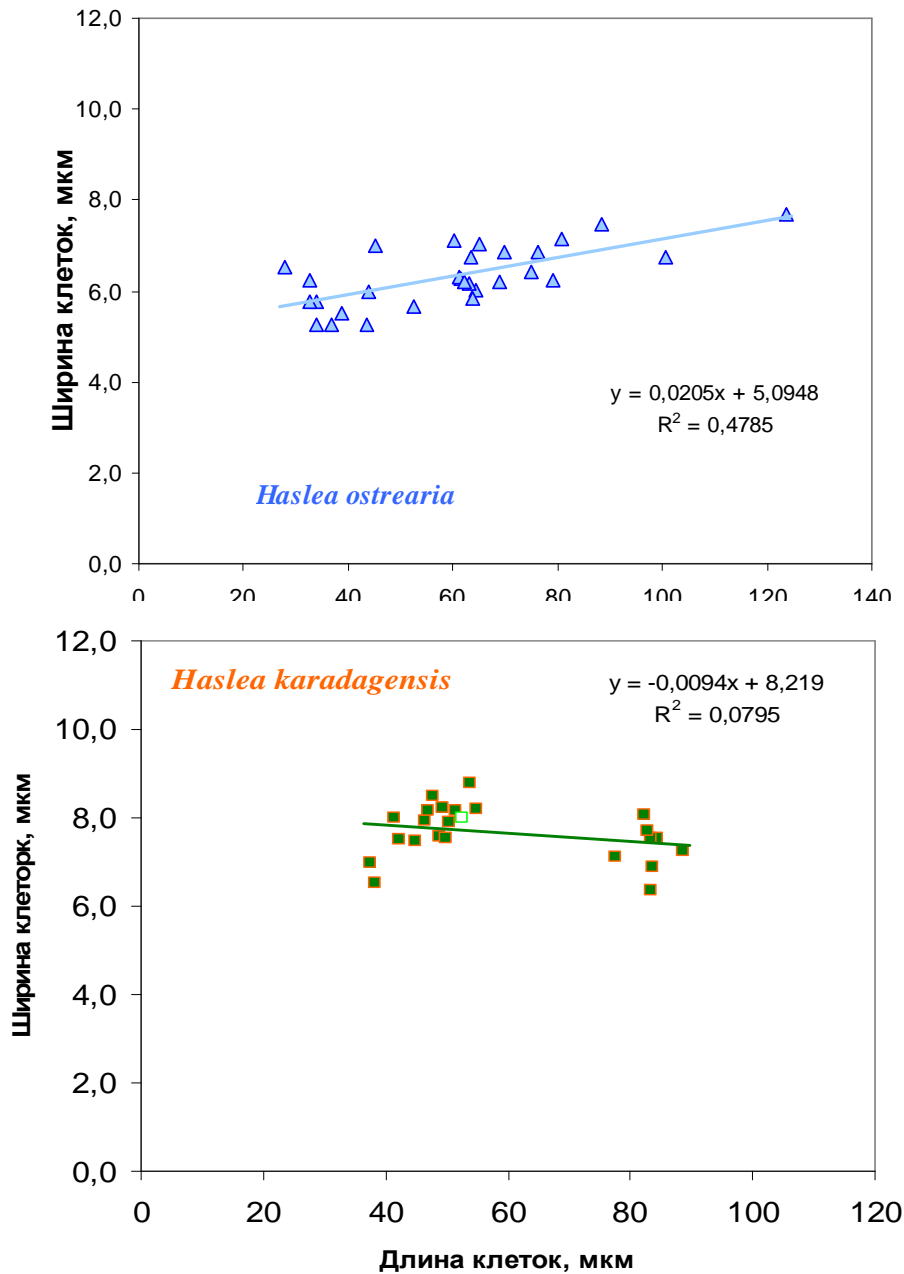 12,0
10,0
8,0
6,0
4,0
2,0
0,0
Ширина клеток, мкм
y = 0,0205x + 5,0948
R2 = 0,4785
Haslea ostrearia
0 20 40 60 80 100 120 140
12,0
10,0
8,0
6,0
4,0
2,0
0,0
Ширина клеторк, мкм
Haslea karadagensis
y = -0,0094x + 8,219
R2 = 0,0795
0 20 40 60 80 100 120
Длина клеток, мкм